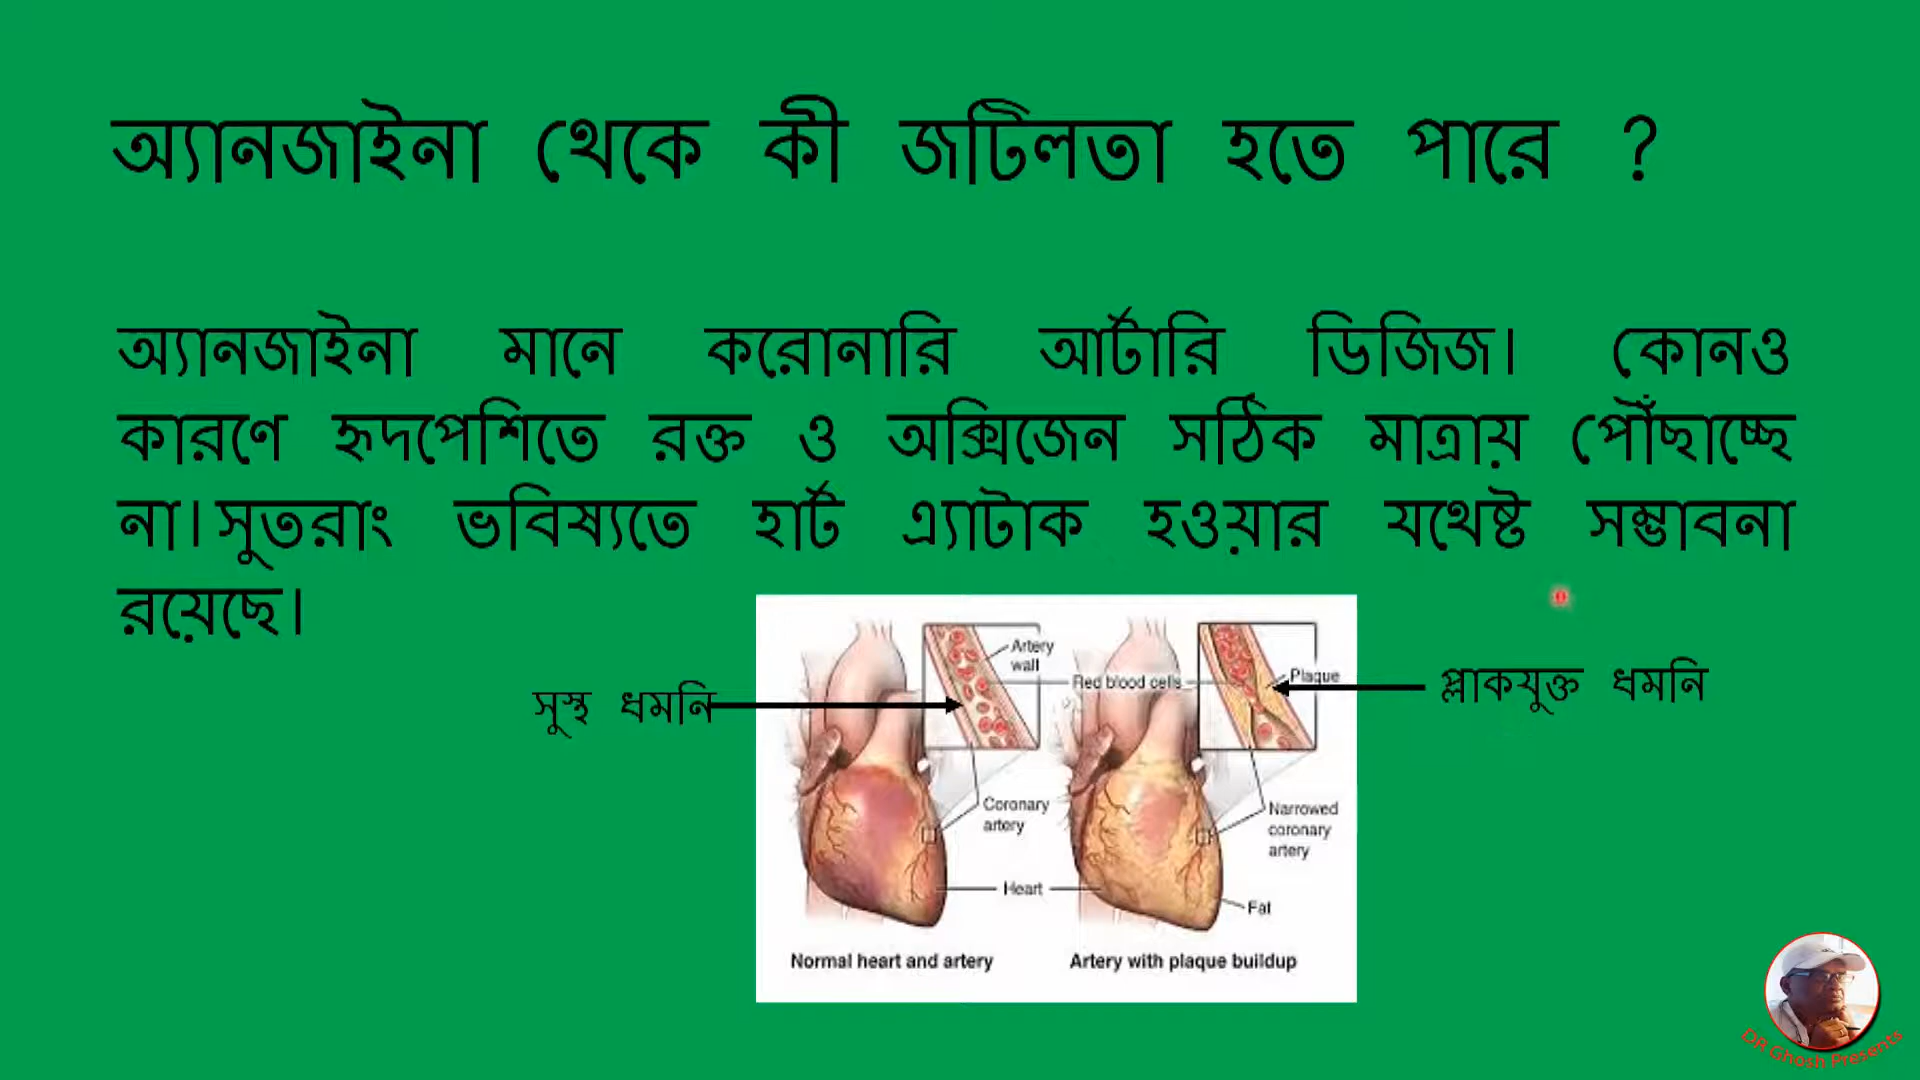 অ্যানজাইনা থেকে কী জটিলতা হতে পারে ?
অ্যানজাইনা মানে করোনারি আর্টারি ডিজিজ। কোনও
কারণে হৃদপেশিতে রক্ত ও অক্সিজেন সঠিক মাত্রায় পৌঁছাচ্ছে
না। সুতরাং ভবিষ্যতে হার্ট এ্যাটাক হওয়ার যথেষ্ট সম্ভাবনা
রয়েছে।
সুস্থ ধমনি
প্লাকযুক্ত ধমনি
Artery
wall
Red blood cells
Plaque
Coronary
artery
Narrowed
coronary
artery
Heart
Fat
Normal heart and artery
Artery with plaque buildup
DR Ghosh Presents